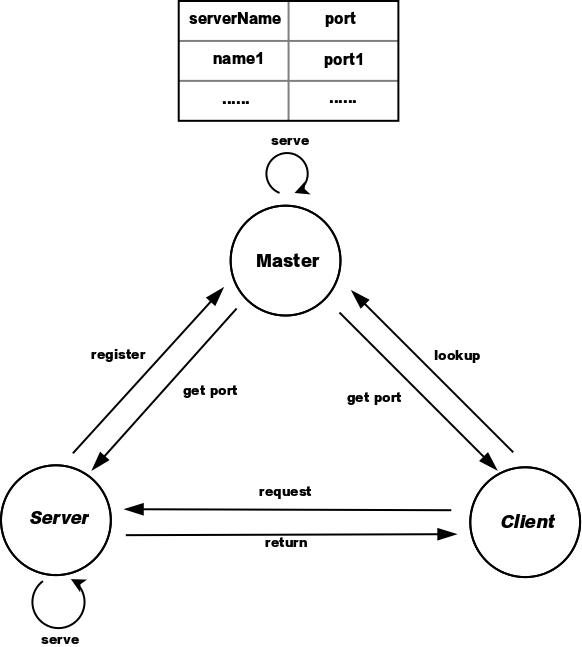 serverName port
name1 port1
...... ......
serve
Master
register
lookup
get port
get port
request
Server
Client
return
serve